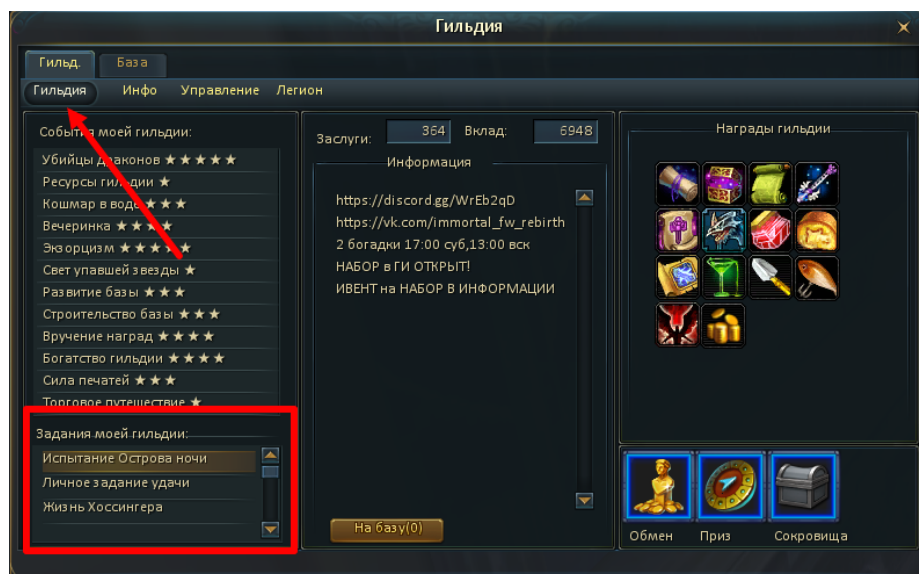 Гильдия
Гильд. База
Гильдия Инфо Управление Легион
События моей гильдии:
Убийцы драконов ★★★★★
Ресурсы гильдии ★
Кошмар в воде ★★★
Вечеринка ★★★★
Экзорцизм ★★★★★
Свет упавшей звезды ★
Развитие базы ★★★
Строительство базы ★★★
Вручение наград ★★★★
Богатство гильдии ★★★★
Сила печатей ★★★
Торговое путешествие ★
Задания моей гильдии:
Испытание Острова ночи
Личное задание удачи
Жизнь Хоссингера
Заслуги: 364 Вклад: 6948
Информация
https://discord.gg/WrEb2qD
https://vk.com/immortal_fw_rebirth
2 богадки 17:00 суб,13:00 вск
НАБОР в ГИ ОТКРЫТ!
ИВЕНТ на НАБОР В ИНФОРМАЦИИ
На базу(0)
Награды гильдии
Обмен Приз Сокровища